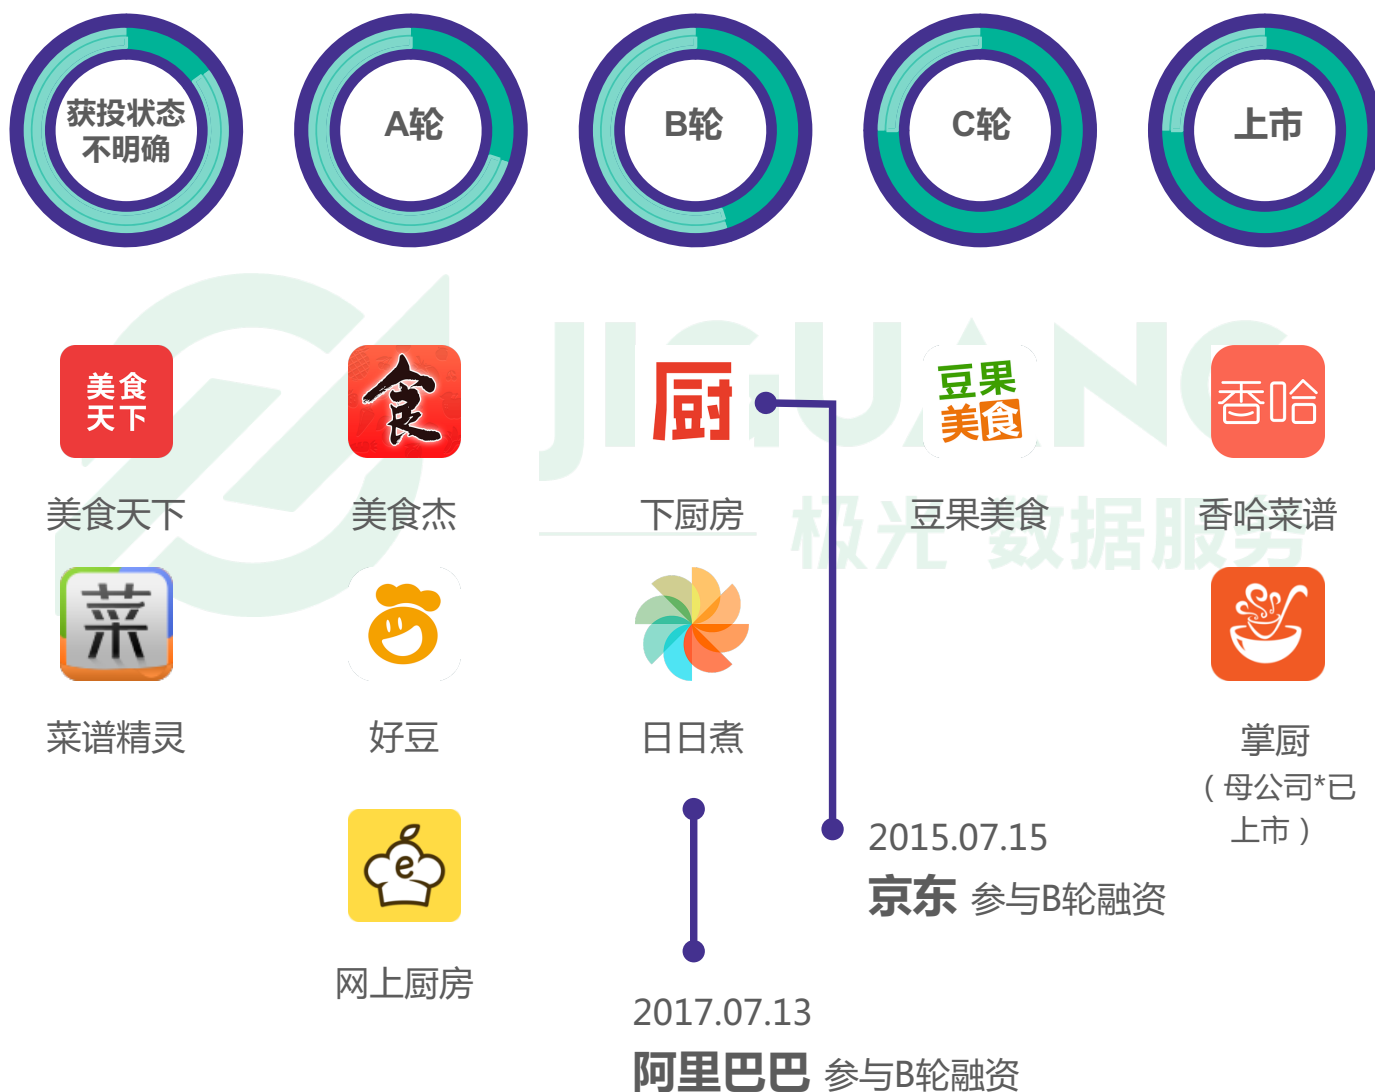 获投状态
不明确
A轮
B轮
C轮
上市
JIGUANG
极光 数据服务
美食
天下
食
厨
豆果
美食
香哈
美食天下
美食杰
下厨房
豆果美食
香哈菜谱
菜
菜谱精灵
好豆
日日煮
掌厨
（母公司*已
上市）
e
网上厨房
2015.07.15
京东 参与B轮融资
2017.07.13
阿里巴巴 参与B轮融资